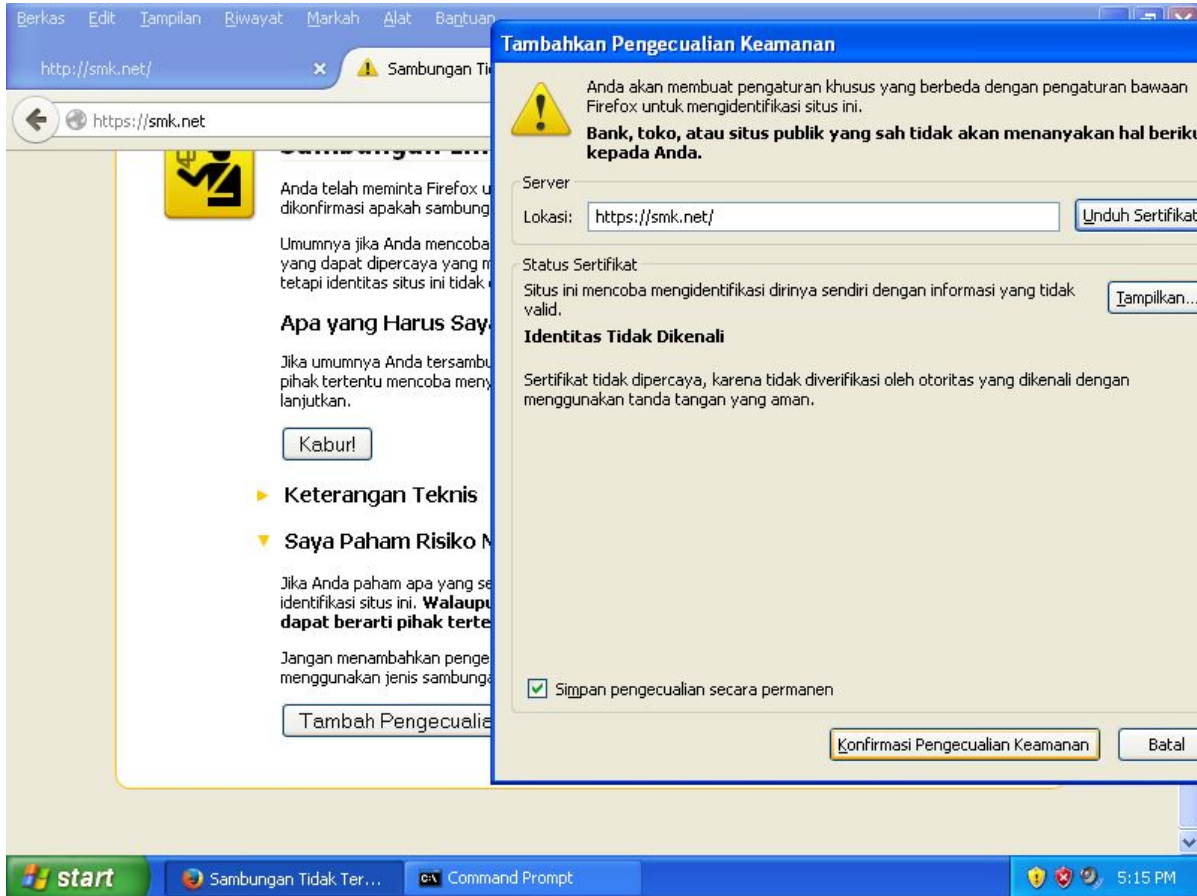 Berkas Edit Tampilan Riwayat Markah Alat Bantuan
http://smk.net/
Sambungan Ti
https://smk.net
Anda telah meminta Firefox u
dikonfirmasi apakah sambung
Umumnya jika Anda mencoba
yang dapat dipercaya yang m
tetapi identitas situs ini tidak
Apa yang Harus Say
Jika umumnya Anda tersambu
pihak tertentu mencoba meny
lanjutkan.
Kabur!
Keterangan Teknis
Saya Paham Risiko
Jika Anda paham apa yang se
identifikasi situs ini. Walaupu
dapat berarti pihak terte
Jangan menambahkan penge
menggunakan jenis sambunga
Tambah Pengecualia
Tambahkan Pengecualian Keamanan
Anda akan membuat pengaturan khusus yang berbeda dengan pengaturan bawaan
Firefox untuk mengidentifikasi situs ini.
Bank, toko, atau situs publik yang sah tidak akan menanyakan hal beriku
kepada Anda.
Server
Lokasi: https://smk.net/ Unduh Sertifikat
Status Sertifikat
Situs ini mencoba mengidentifikasi dirinya sendiri dengan informasi yang tidak
valid.
Tampilkan...
Identitas Tidak Dikenali
Sertifikat tidak dipercaya, karena tidak diverifikasi oleh otoritas yang dikenali dengan
menggunakan tanda tangan yang aman.
Simpan pengecualian secara permanen
Konfirmasi Pengecualian Keamanan Batal
start Sambungan Tidak Ter... Command Prompt 5:15 PM